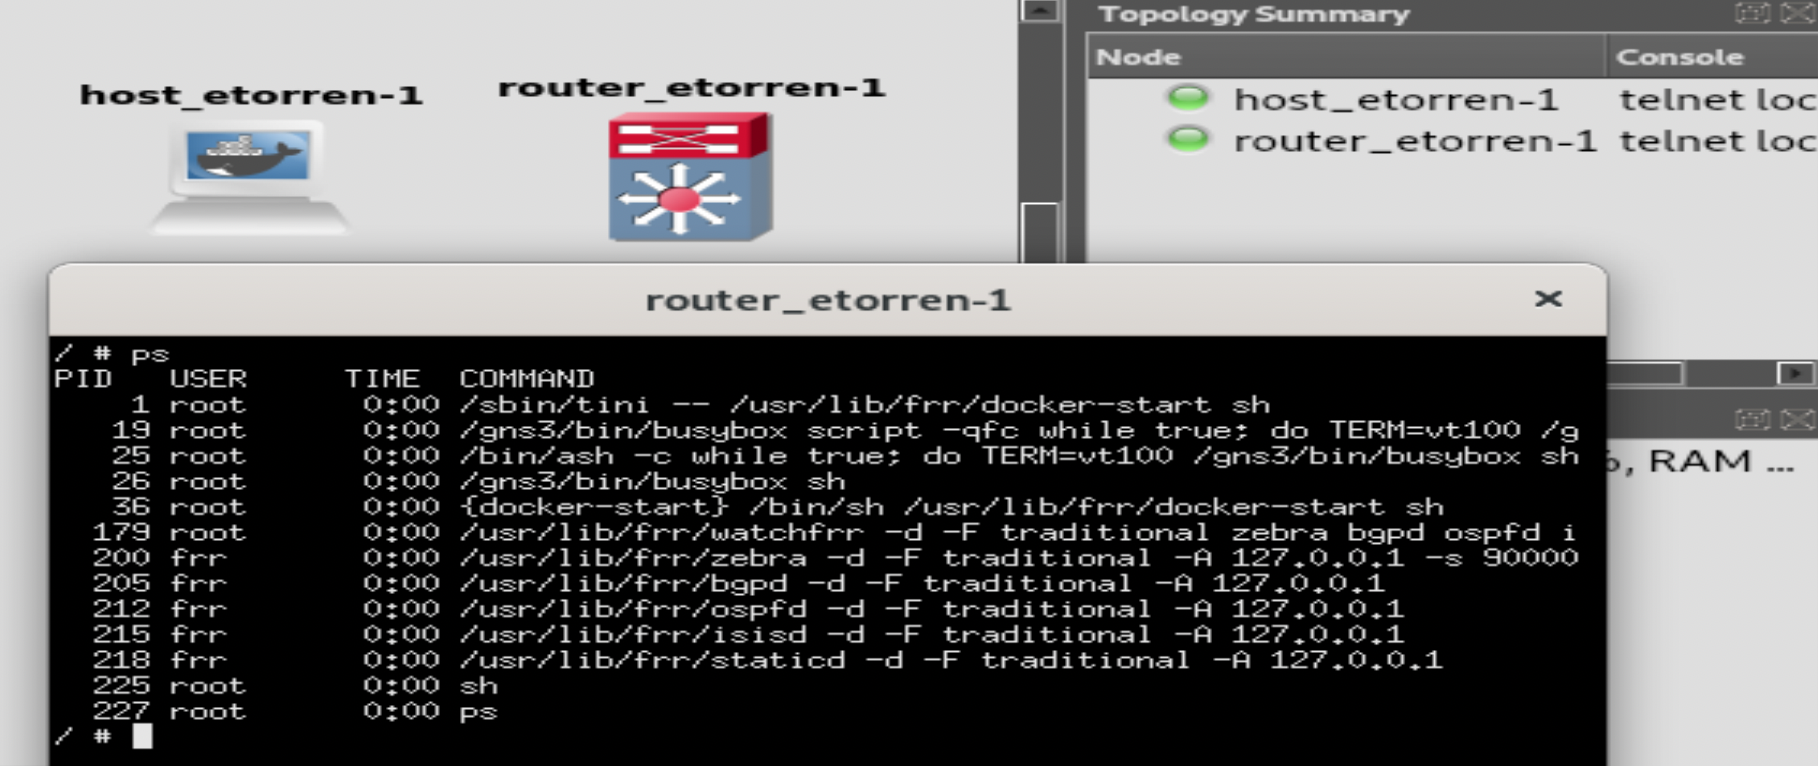 Topology Summary
Node Console
host_etorren-1 telnet loc
router_etorren-1 telnet loc
host_etorren-1
router_etorren-1
router_etorren-1
/ # ps
PID USER TIME COMMAND
1 root 0:00 /sbin/tini -- /usr/lib/frr/docker-start sh
19 root 0:00 /gns3/bin/busybox script -qfc while true; do TERM=vt100 /g
25 root 0:00 /bin/ash -c while true; do TERM=vt100 /gns3/bin/busybox sh
26 root 0:00 /gns3/bin/busybox sh
36 root 0:00 {docker-start} /bin/sh /usr/lib/frr/docker-start sh
179 root 0:00 /usr/lib/frr/watchfrr -d -F traditional zebra bgpd ospfd i
200 frr 0:00 /usr/lib/frr/zebra -d -F traditional -A 127.0.0.1 -s 90000
205 frr 0:00 /usr/lib/frr/bgpd -d -F traditional -A 127.0.0.1
212 frr 0:00 /usr/lib/frr/ospfd -d -F traditional -A 127.0.0.1
215 frr 0:00 /usr/lib/frr/isisd -d -F traditional -A 127.0.0.1
218 frr 0:00 /usr/lib/frr/staticd -d -F traditional -A 127.0.0.1
225 root 0:00 sh
227 root 0:00 ps
/ #
, RAM ...